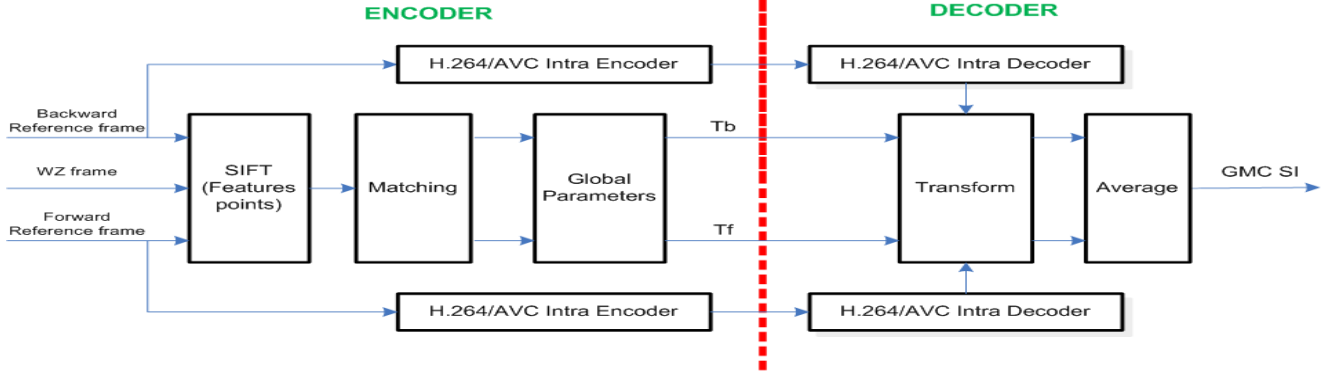 ENCODER
DECODER
H.264/AVC Intra Encoder
H.264/AVC Intra Decoder
Backward
Reference frame
WZ frame
Forward
Reference frame
SIFT
(Features
points)
Matching
Global
Parameters
Tb
Tf
Transform
Average
GMC SI
H.264/AVC Intra Encoder
H.264/AVC Intra Decoder